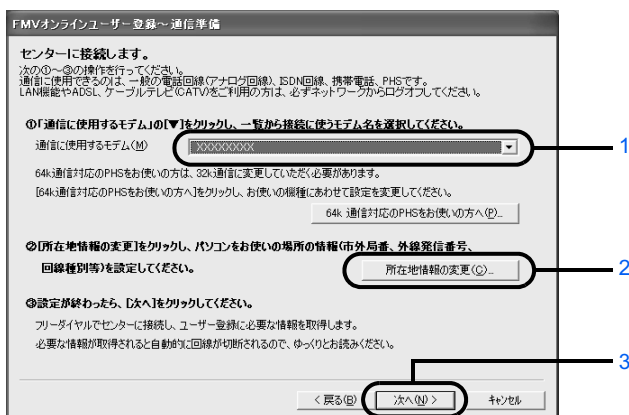 FMVオンラインユーザー登録～通信準備
センターに接続します。
次の①～③の操作を行ってください。
通信に使用できるのは、一般の電話回線(アナログ回線)、ISDN回線、携帯電話、PHSです。
LAN機能やADSL、ケーブルテレビ(CATV)をご利用の方は、必ずネットワークからログオフしてください。
①「通信に使用するモデム」の[▼]をクリックし、一覧から接続に使うモデム名を選択してください。
通信に使用するモデム(M)
XXXXXXXXX
1
64k通信対応のPHSをお使いの方は、32k通信に変更していただく必要があります。
[64k通信対応のPHSをお使いの方へ]をクリックし、お使いの機種にあわせて設定を変更してください。
64k 通信対応のPHSをお使いの方へ(P)...
②[所在地情報の変更]をクリックし、パソコンをお使いの場所の情報(市外局番、外線発信番号、
回線種別等)を設定してください。
所在地情報の変更(C)...
2
③設定が終わったら、[次へ]をクリックしてください。
フリーダイヤルでセンターに接続し、ユーザー登録に必要な情報を取得します。
必要な情報が取得されると自動的に回線が切断されるので、ゆっくりとお読みください。
3
< 戻る(B)
次へ(N) >
キャンセル